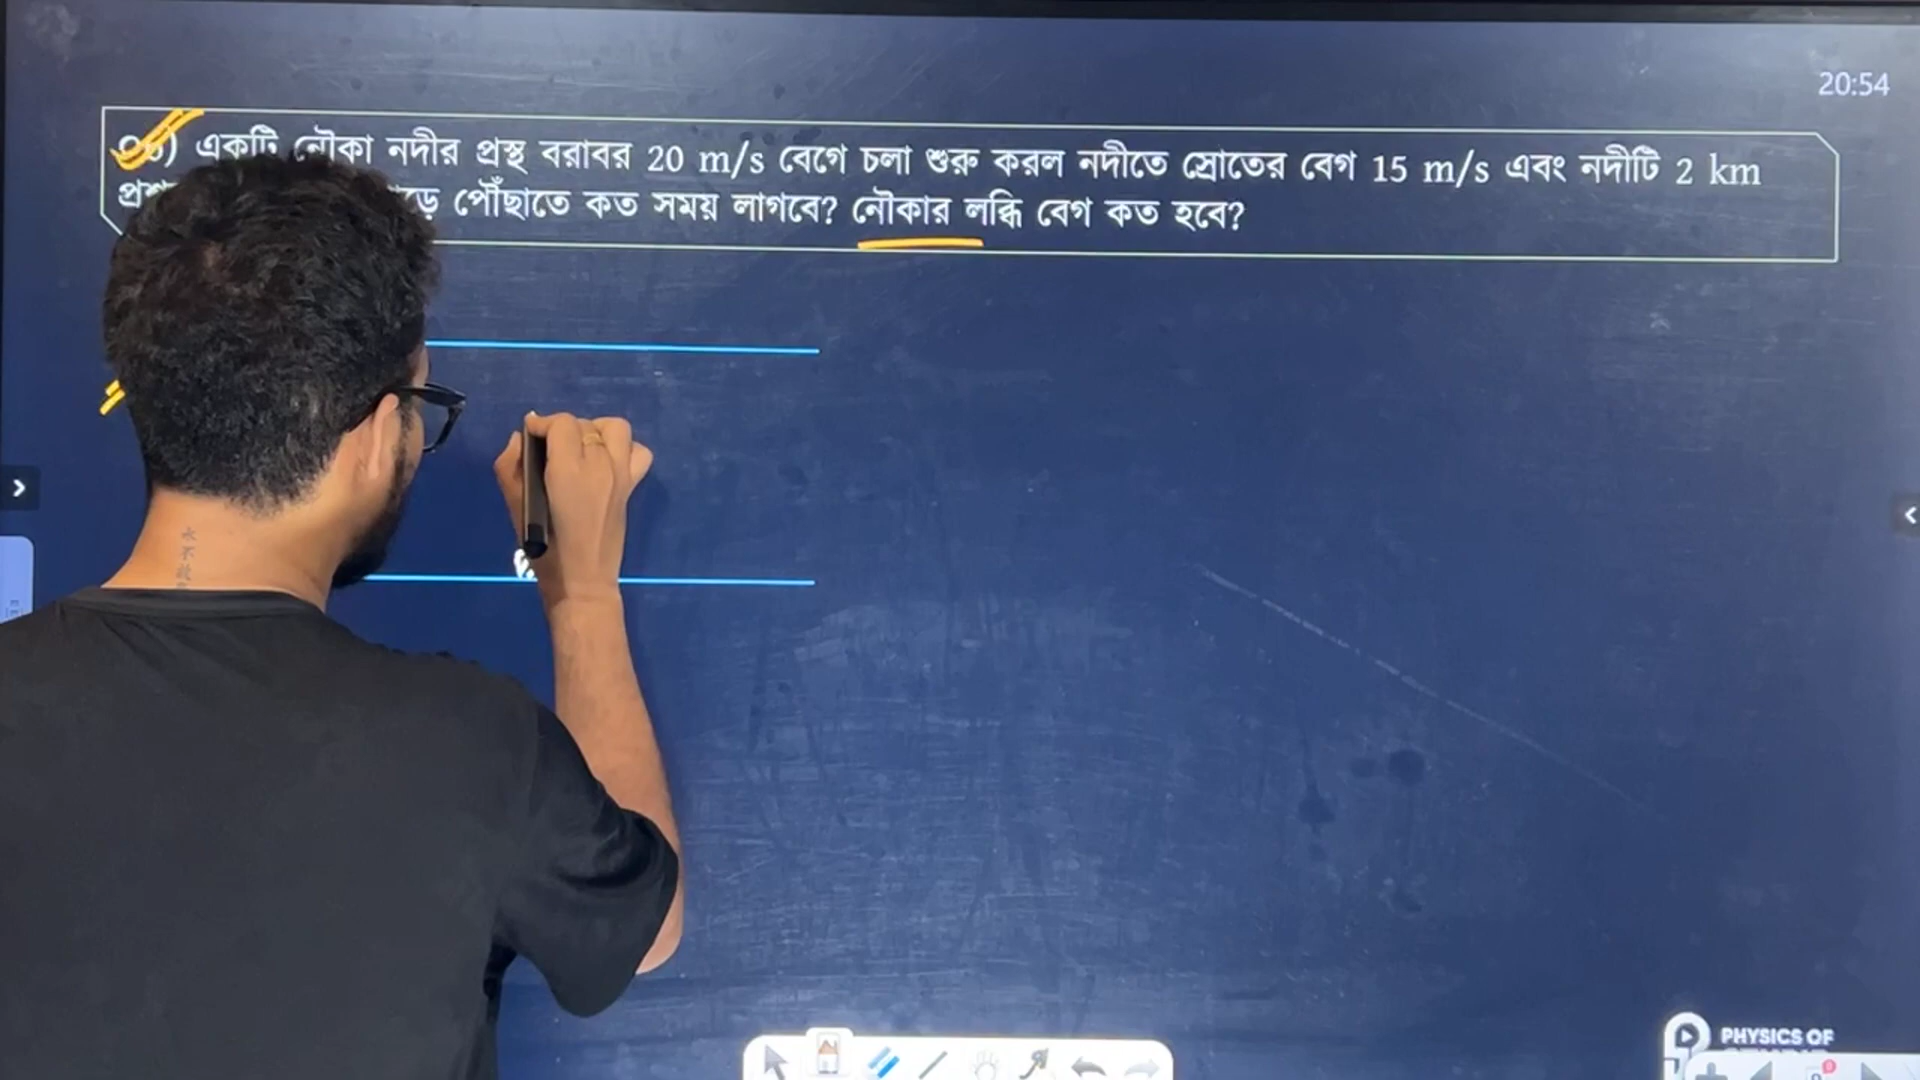 20:54
একটি নৌকা নদীর প্রস্থ বরাবর 20 m/s বেগে চলা শুরু করল নদীতে স্রোতের বেগ 15 m/s এবং নদীটি 2 km
পৌঁছাতে কত সময় লাগবে? নৌকার লব্ধি বেগ কত হবে?
PHYSICS OF